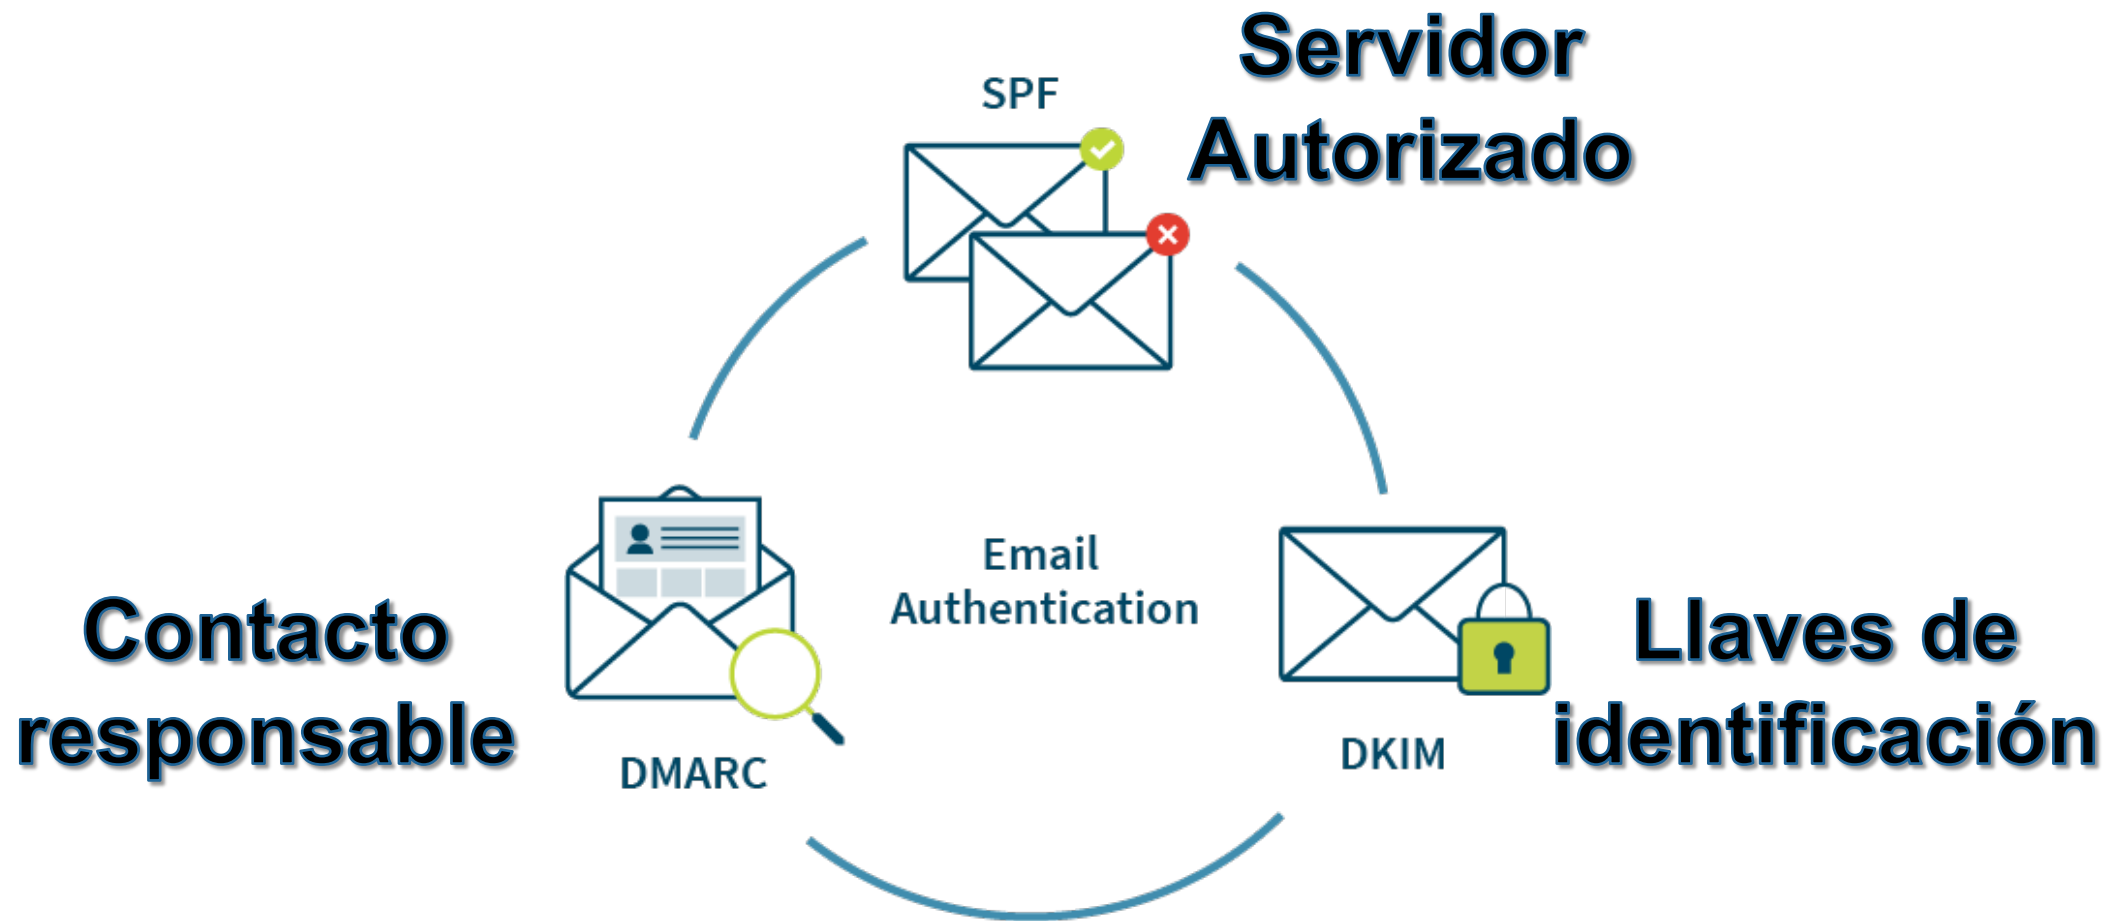 SPF
Servidor
Autorizado
Email
Authentication
Contacto
responsable
DMARC
Llaves de
identificación
DKIM